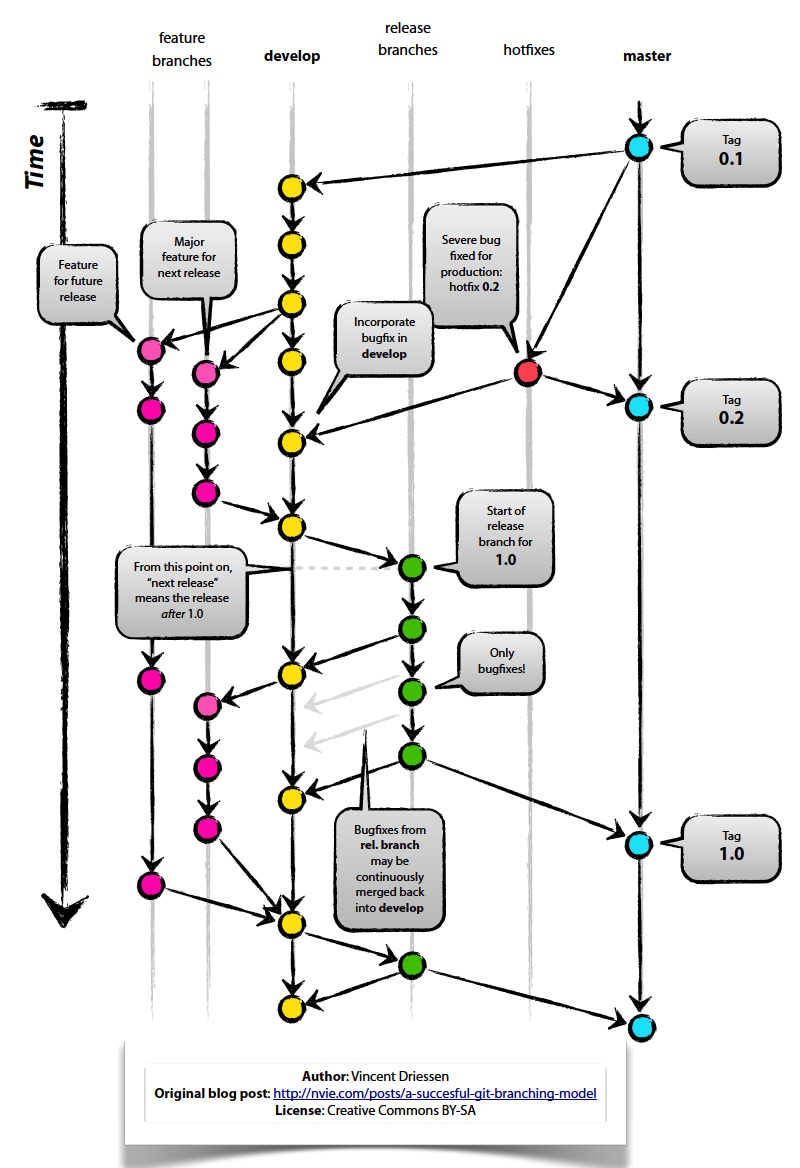 feature
branches
develop
release
branches
hotfixes
master
Time
Tag
0.1
Feature
for future
release
Major
feature for
next release
Severe bug
fixed for
production:
hotfix 0.2
Incorporate
bugfix in
develop
Tag
0.2
Start of
release
branch for
1.0
From this point on,
“next release”
means the release
after 1.0
Only
bugfixes!
Bugfixes from
rel. branch
may be
continuously
merged back
into develop
Tag
1.0
Author: Vincent Driessen
Original blog post: http://nvie.com/posts/a-succesful-git-branching-model
License: Creative Commons BY-SA